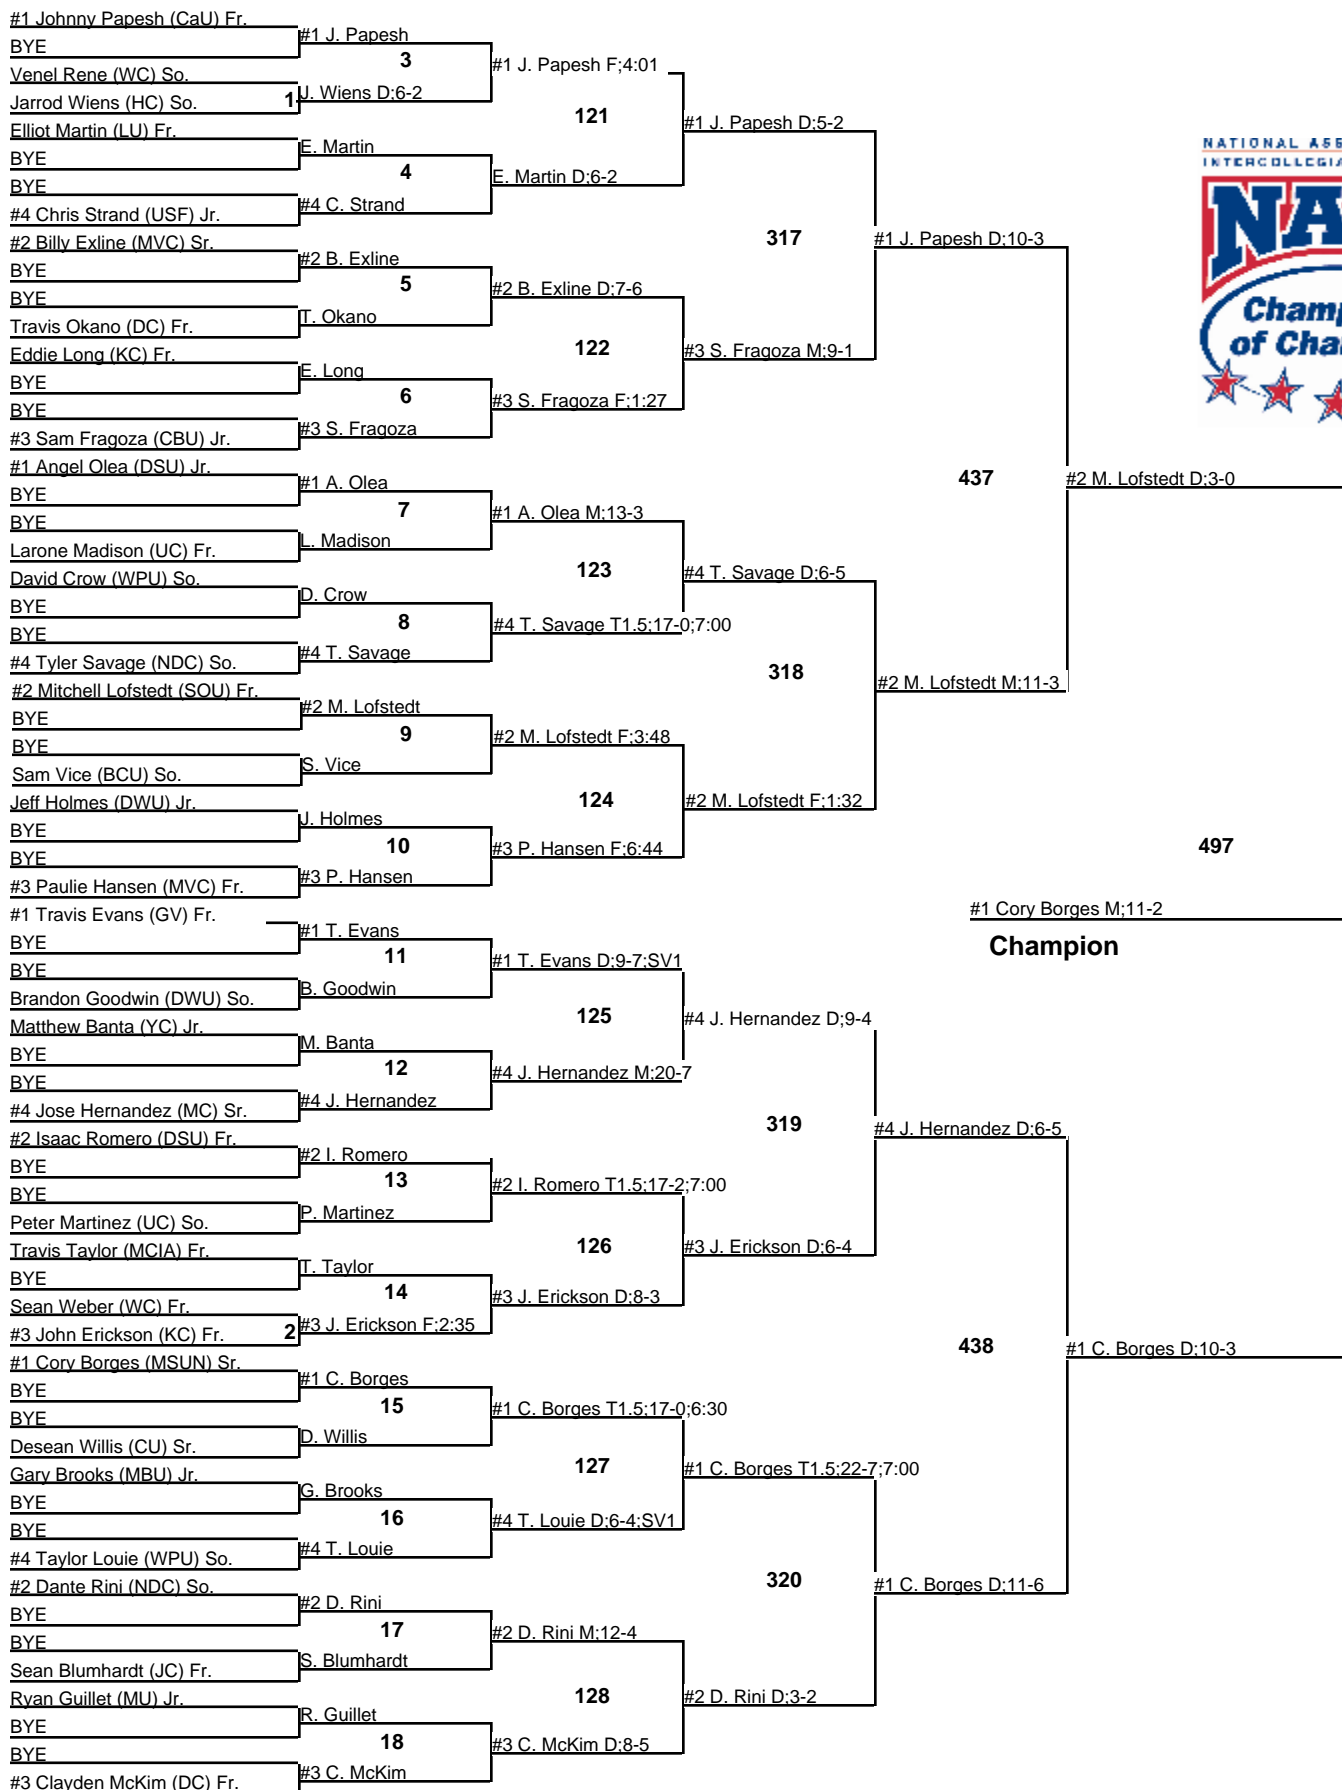 #1 Johnny Papesh (CaU) Fr.
BYE
Venel Rene (WC) So.
Jarrod Wiens (HC) So.
Elliot Martin (LU) Fr.
BYE
BYE
#4 Chris Strand (USF) Jr.
#2 Billy Exline (MVC) Sr.
BYE
BYE
Travis Okano (DC) Fr.
Eddie Long (KC) Fr.
BYE
BYE
#3 Sam Fragoza (CBU) Jr.
#1 Angel Olea (DSU) Jr.
BYE
BYE
Larone Madison (UC) Fr.
David Crow (WPU) So.
BYE
BYE
#4 Tyler Savage (NDC) So.
#2 Mitchell Lofstedt (SOU) Fr.
BYE
BYE
Sam Vice (BCU) So.
Jeff Holmes (DWU) Jr.
BYE
BYE
#3 Paulie Hansen (MVC) Fr.
#1 Travis Evans (GV) Fr.
BYE
BYE
Brandon Goodwin (DWU) So.
Matthew Banta (YC) Jr.
BYE
BYE
#4 Jose Hernandez (MC) Sr.
#2 Isaac Romero (DSU) Fr.
BYE
BYE
Peter Martinez (UC) So.
Travis Taylor (MCIA) Fr.
BYE
Sean Weber (WC) Fr.
#3 John Erickson (KC) Fr.
#1 Cory Borges (MSUN) Sr.
BYE
BYE
Desean Willis (CU) Sr.
Gary Brooks (MBU) Jr.
BYE
BYE
#4 Taylor Louie (WPU) So.
#2 Dante Rini (NDC) So.
BYE
BYE
Sean Blumhardt (JC) Fr.
Ryan Guillet (MU) Jr.
BYE
BYE
#3 Clayden McKim (DC) Fr.
1
2
#1 J. Papesh
3
J. Wiens D;6-2
E. Martin
4
#4 C. Strand
#2 B. Exline
5
T. Okano
E. Long
6
#3 S. Fragoza
#1 A. Olea
7
L. Madison
D. Crow
8
#4 T. Savage
#2 M. Lofstedt
9
S. Vice
J. Holmes
10
#3 P. Hansen
#1 T. Evans
11
B. Goodwin
M. Banta
12
#4 J. Hernandez
#2 I. Romero
13
P. Martinez
T. Taylor
14
#3 J. Erickson F;2:35
#1 C. Borges
15
D. Willis
G. Brooks
16
#4 T. Louie
#2 D. Rini
17
S. Blumhardt
R. Guillet
18
#3 C. McKim
#1 J. Papesh F;4:01
121
E. Martin D;6-2
#2 B. Exline D;7-6
122
#3 S. Fragoza F;1:27
#1 A. Olea M;13-3
123
#4 T. Savage T1.5;17-0;7:00
#2 M. Lofstedt F;3:48
124
#3 P. Hansen F;6:44
#1 T. Evans D;9-7;SV1
125
#4 J. Hernandez M;20-7
#2 I. Romero T1.5;17-2;7:00
126
#3 J. Erickson D;8-3
#1 C. Borges T1.5;17-0;6:30
127
#4 T. Louie D;6-4;SV1
#2 D. Rini M;12-4
128
#3 C. McKim D;8-5
#1 J. Papesh D;5-2
317
#3 S. Fragoza M;9-1
#4 T. Savage D;6-5
318
#2 M. Lofstedt F;1:32
#4 J. Hernandez D;9-4
319
#3 J. Erickson D;6-4
#1 C. Borges T1.5;22-7;7:00
320
#2 D. Rini D;3-2
#1 J. Papesh D;10-3
437
#2 M. Lofstedt M;11-3
#4 J. Hernandez D;6-5
438
#1 C. Borges D;11-6
#2 M. Lofstedt D;3-0
497
#1 C. Borges D;10-3
#1 Cory Borges M;11-2
Champion
NATIONAL ASS
INTERCOLLEGIA
NA
Champ
of Cha